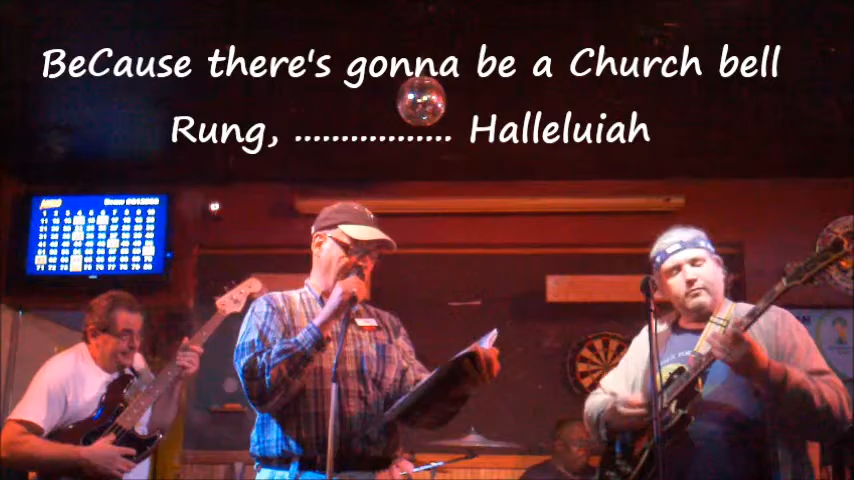 BeCause there's gonna be a Church bell
Rung, ................. Halleluiah